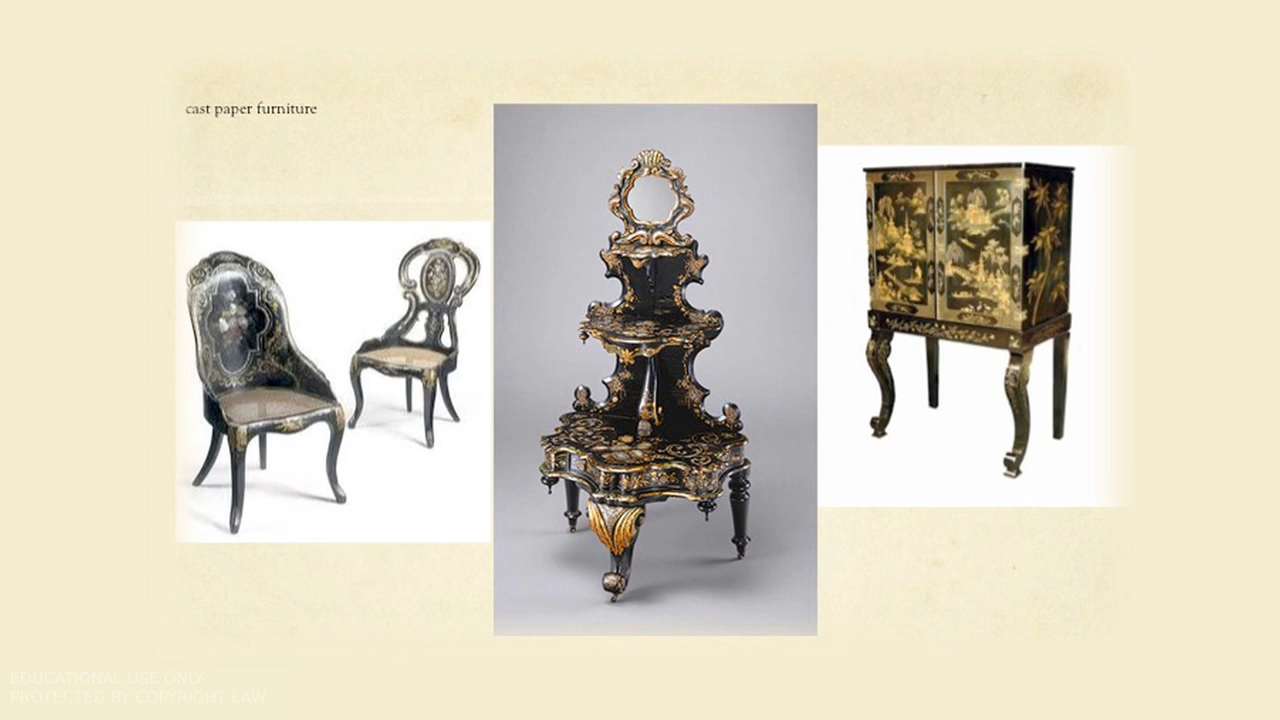 cast paper furniture
EDUCATIONAL USE ONLY
PROTECTED BY COPYRIGHT LAW